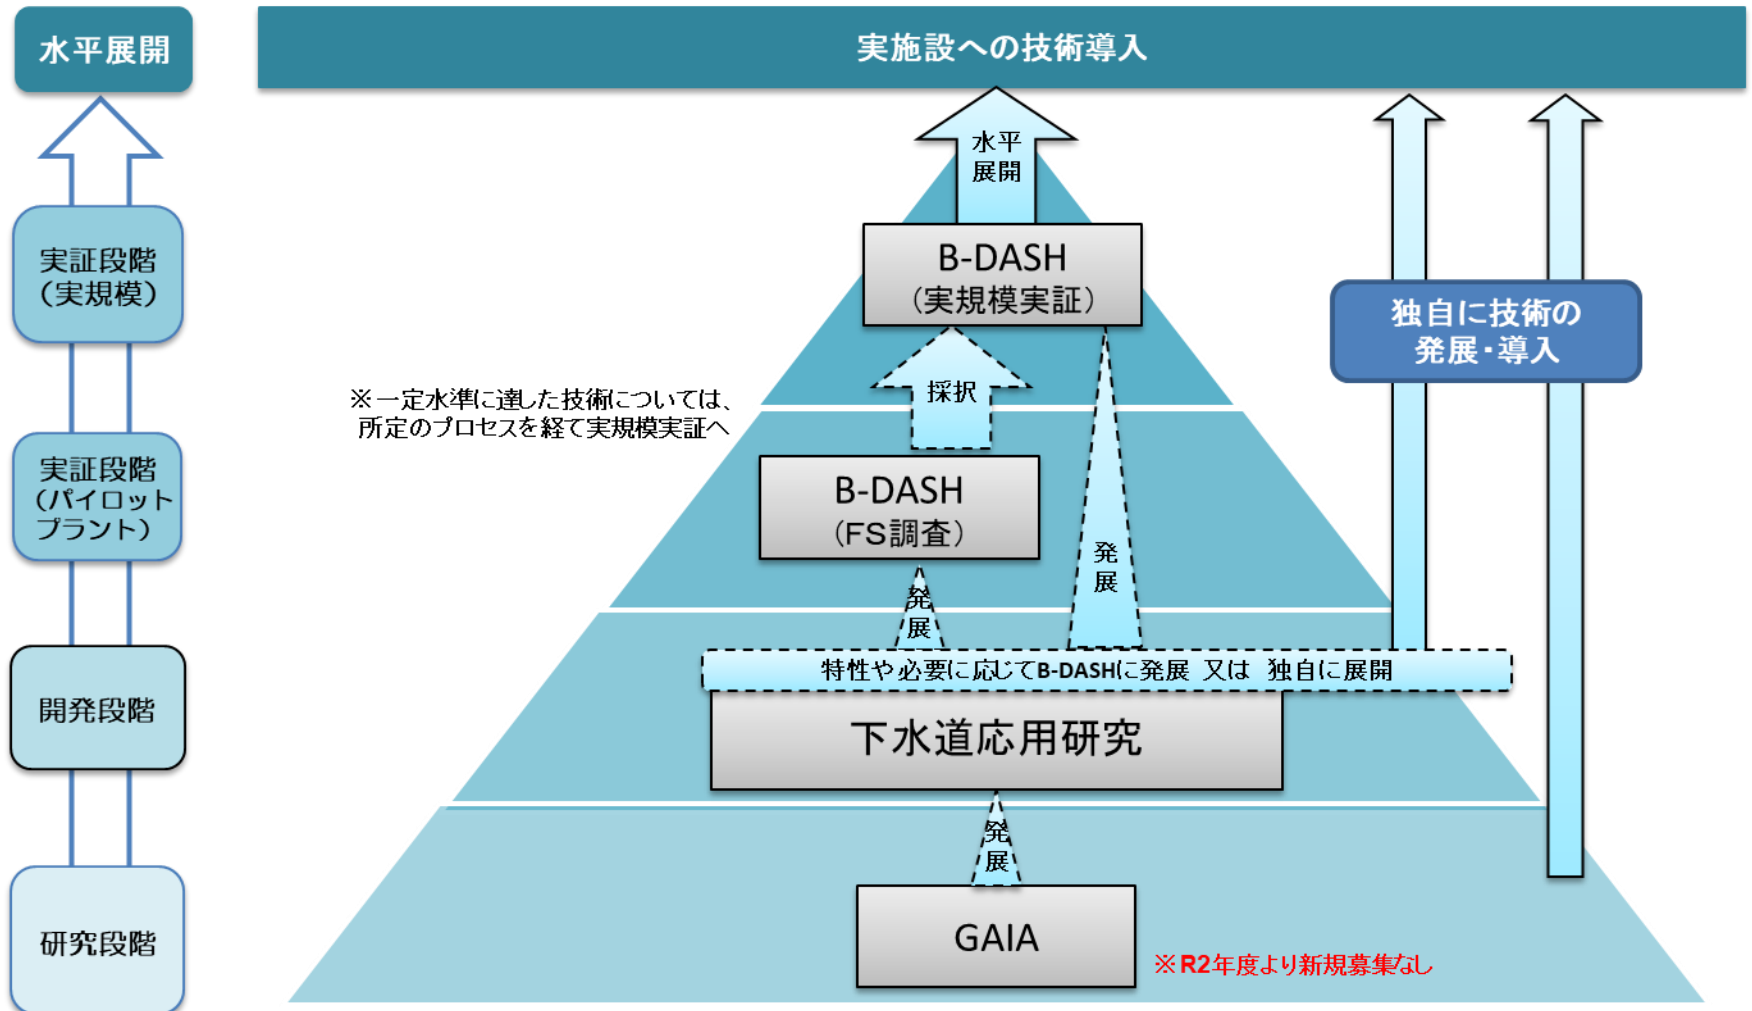 水平展開
実施設への技術導入
水平
展開
実証段階
（実規模）
B-DASH
（実規模実証）
独自に技術の
発展・導入
採択
※一定水準に達した技術については、
所定のプロセスを経て実規模実証へ
実証段階
（パイロット
プラント）
B-DASH
（FS調査）
発
展
発
展
特性や必要に応じてB-DASHに発展 又は 独自に展開
開発段階
下水道応用研究
発
展
研究段階
GAIA
※R2年度より新規募集なし